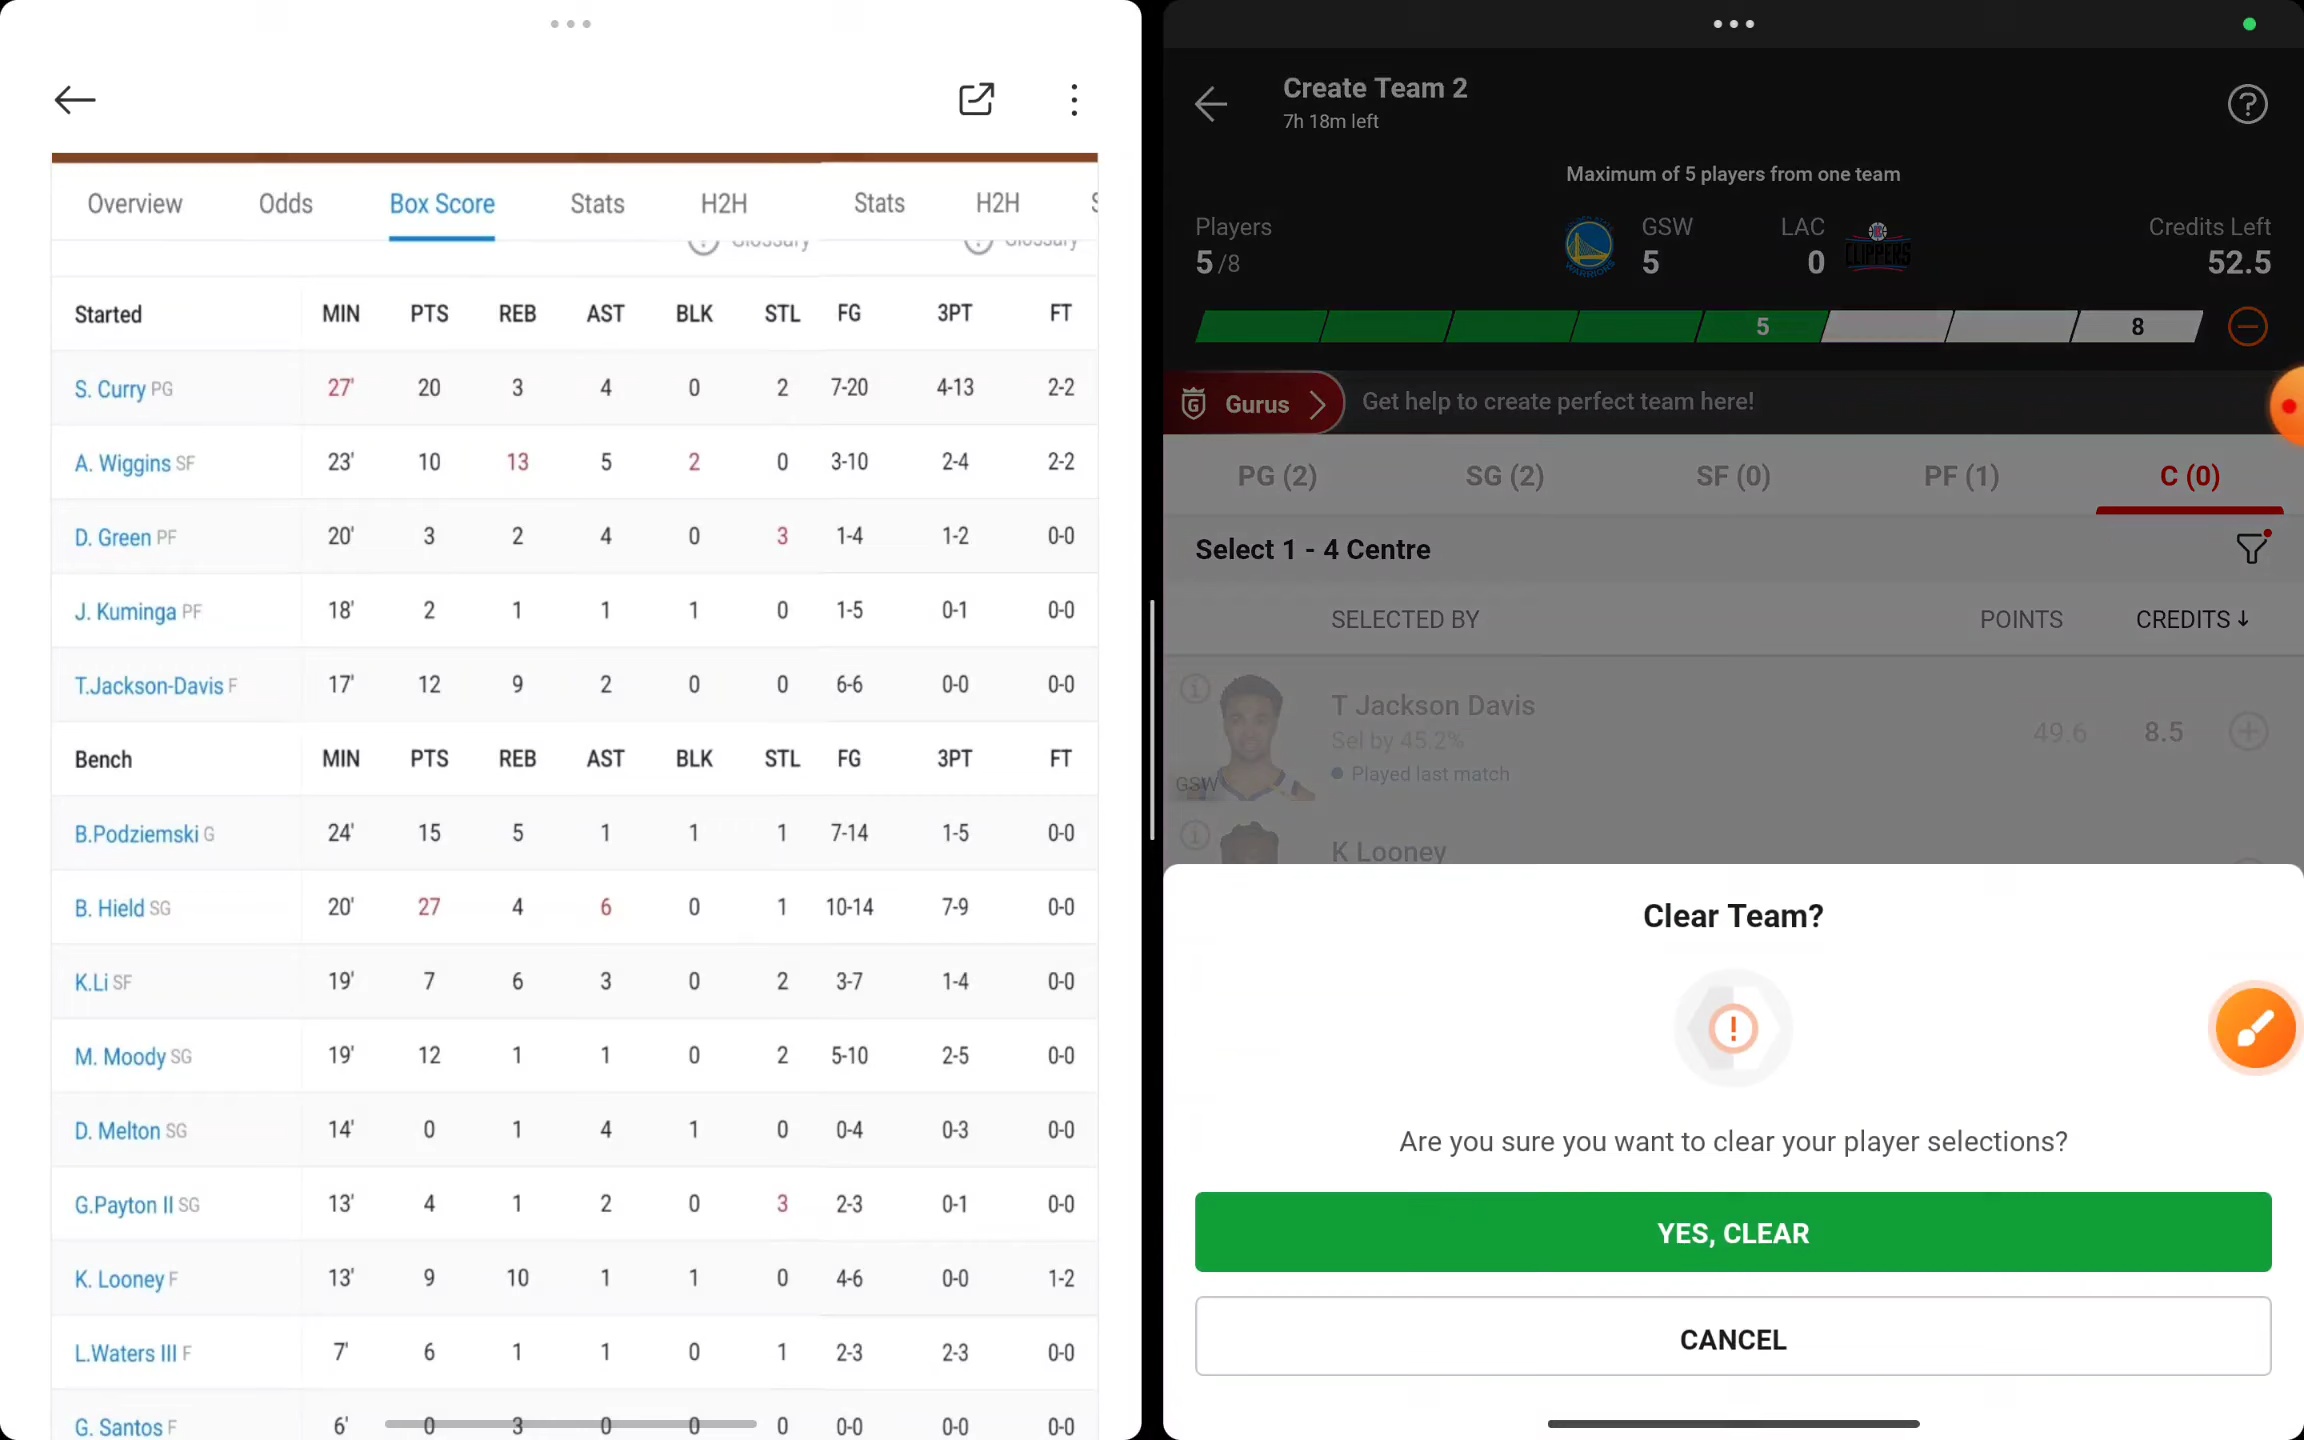 Overview Odds Box Score Stats H2H Stats H2H
Glossary Glossary
Started MIN PTS REB AST BLK STL FG 3PT FT
S. Curry PG 27' 20 3 4 0 2 7-20 4-13 2-2
A. Wiggins SF 23' 10 13 5 2 0 3-10 2-4 2-2
D. Green PF 20' 3 2 4 0 3 1-4 1-2 0-0
J. Kuminga PF 18' 2 1 1 1 0 1-5 0-1 0-0
T.Jackson-Davis F 17' 12 9 2 0 0 6-6 0-0 0-0
Bench MIN PTS REB AST BLK STL FG 3PT FT
B.Podziemski G 24' 15 5 1 1 1 7-14 1-5 0-0
B. Hield SG 20' 27 4 6 0 1 10-14 7-9 0-0
K.Li SF 19' 7 6 3 0 2 3-7 1-4 0-0
M. Moody SG 19' 12 1 1 0 2 5-10 2-5 0-0
D. Melton SG 14' 0 1 4 1 0 0-4 0-3 0-0
G.Payton II SG 13' 4 1 2 0 3 2-3 0-1 0-0
K. Looney F 13' 9 10 1 1 0 4-6 0-0 1-2
L.Waters III F 7' 6 1 1 0 1 2-3 2-3 0-0
G. Santos F 6' 0 3 0 0 0 0-0 0-0 0-0
Create Team 2
7h 18m left
Maximum of 5 players from one team
Players GSW LAC Credits Left
5/8 5 0 52.5
WARRIORS CLIPPERS
5 8
G Gurus Get help to create perfect team here!
PG (2) SG (2) SF (0) PF (1) C (0)
Select 1 - 4 Centre
SELECTED BY POINTS CREDITS↓
T Jackson Davis
Sel by 45.2% 49.6 8.5
Played last match
GSW
K Looney
Clear Team?
!
Are you sure you want to clear your player selections?
YES, CLEAR
CANCEL